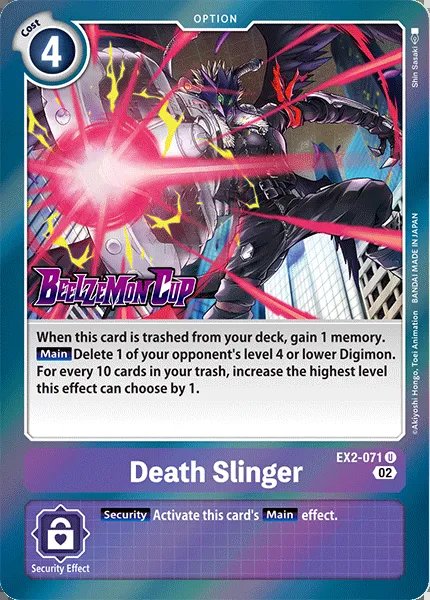 OPTION
Cost
4
Shin Sasaki
©Akiyoshi Hongo, Toei Animation BANDAI MADE IN JAPAN
BEELZEMON CUP
When this card is trashed from your deck, gain 1 memory.
Main Delete 1 of your opponent's level 4 or lower Digimon.
For every 10 cards in your trash, increase the highest level
this effect can choose by 1.
EX2-071 U
Death Slinger
02
Security Activate this card's Main effect.
Security Effect